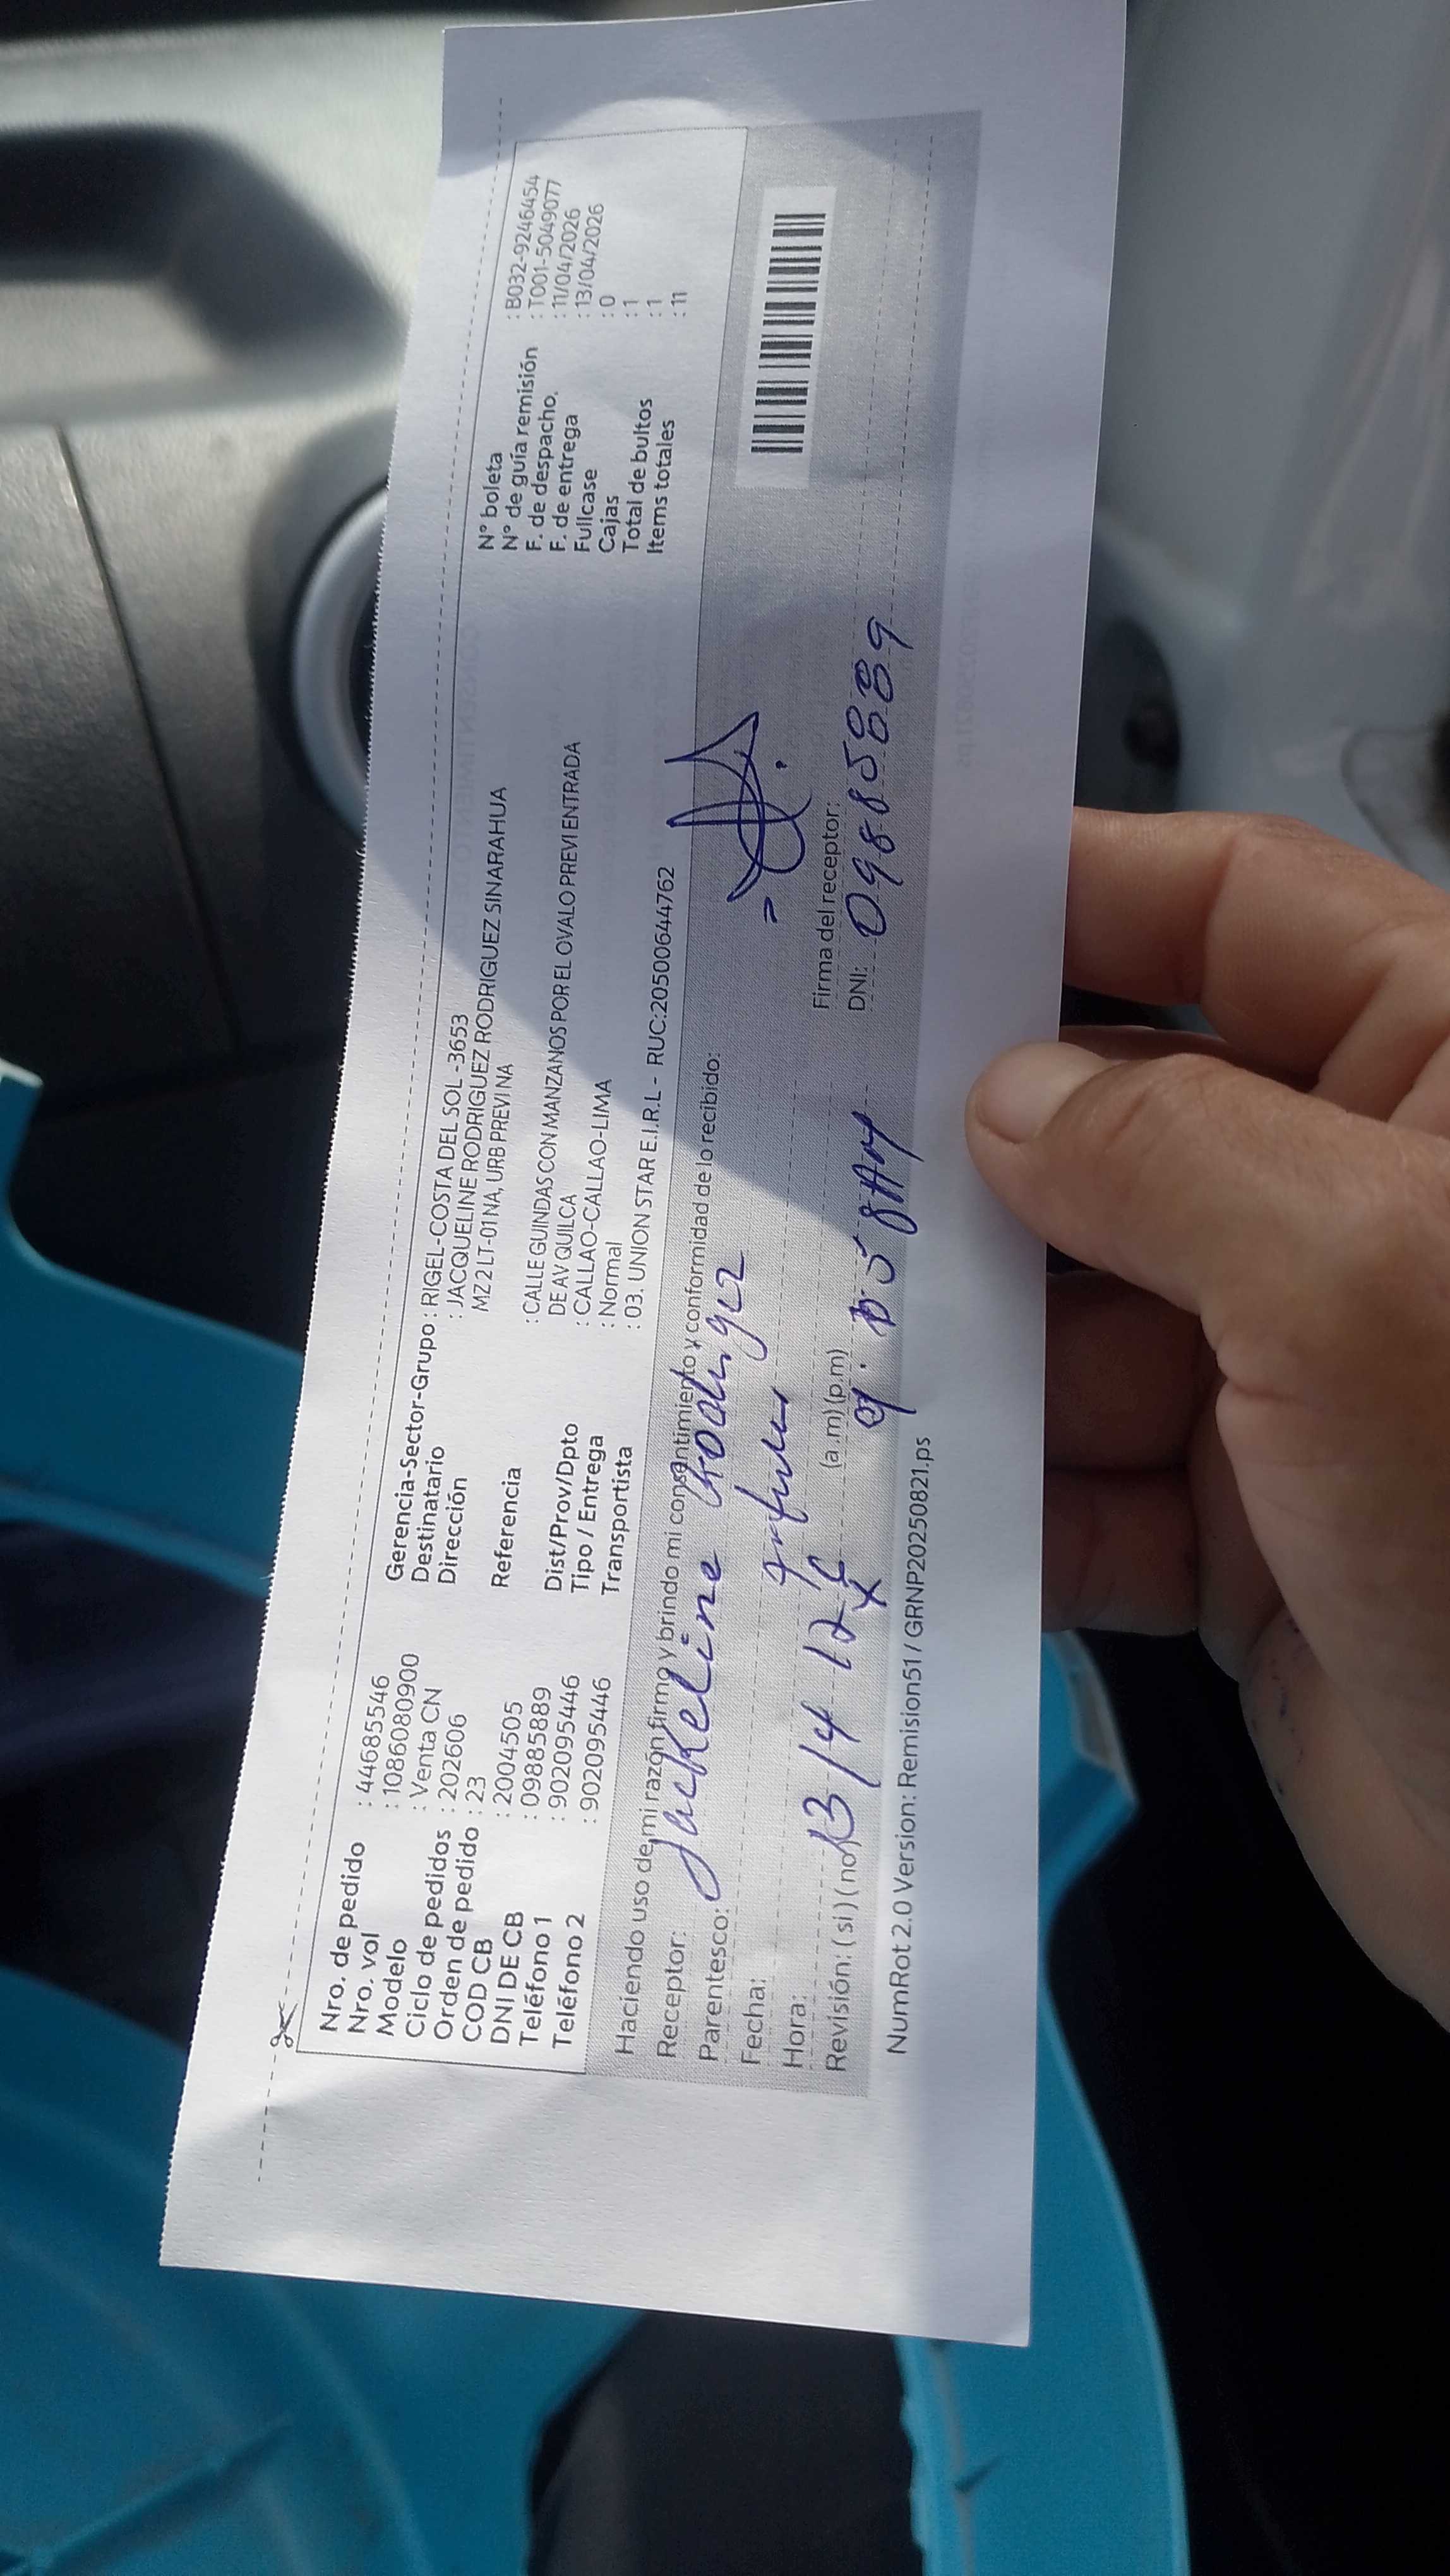 Nro. de pedido : 44685546
Nro. vol : 1086080900
Modelo : Venta CN
Ciclo de pedidos : 202606
Orden de pedido : 23
COD CB : 2004505
DNI DE CB : 09885889
Teléfono 1 : 902095446
Teléfono 2 : 902095446
Gerencia-Sector-Grupo : RIGEL-COSTA DEL SOL -3653
Destinatario : JACQUELINE RODRIGUEZ RODRIGUEZ SINARAHUA
Dirección MZ 2 LT-01 NA, URB PREVI NA
Referencia : CALLE GUINDAS CON MANZANOS POR EL OVALO PREVI ENTRADA
DE AV QUILCA
Dist/Prov/Dpto : CALLAO-CALLAO-LIMA
Tipo / Entrega : Normal
Transportista : 03. UNION STAR E.I.R.L - RUC:20500644762
N° boleta : B032-9246454
N° de guía remisión : T001-5049077
F. de despacho. : 11/04/2026
F. de entrega : 13/04/2026
Fullcase : 0
Cajas : 1
Total de bultos : 1
Items totales : 11
Haciendo uso de mi razón firmo y brindo mi consentimiento y conformidad de lo recibido:
Receptor: Jackeline Rodriguez
Parentesco:
Fecha: 13/4
Hora:
Revisión: (si) (no) (a.m) (p.m)
Firma del receptor:
DNI: 09885889
NumRot 2.0 Version: Remision51 / GRNP20250821.ps